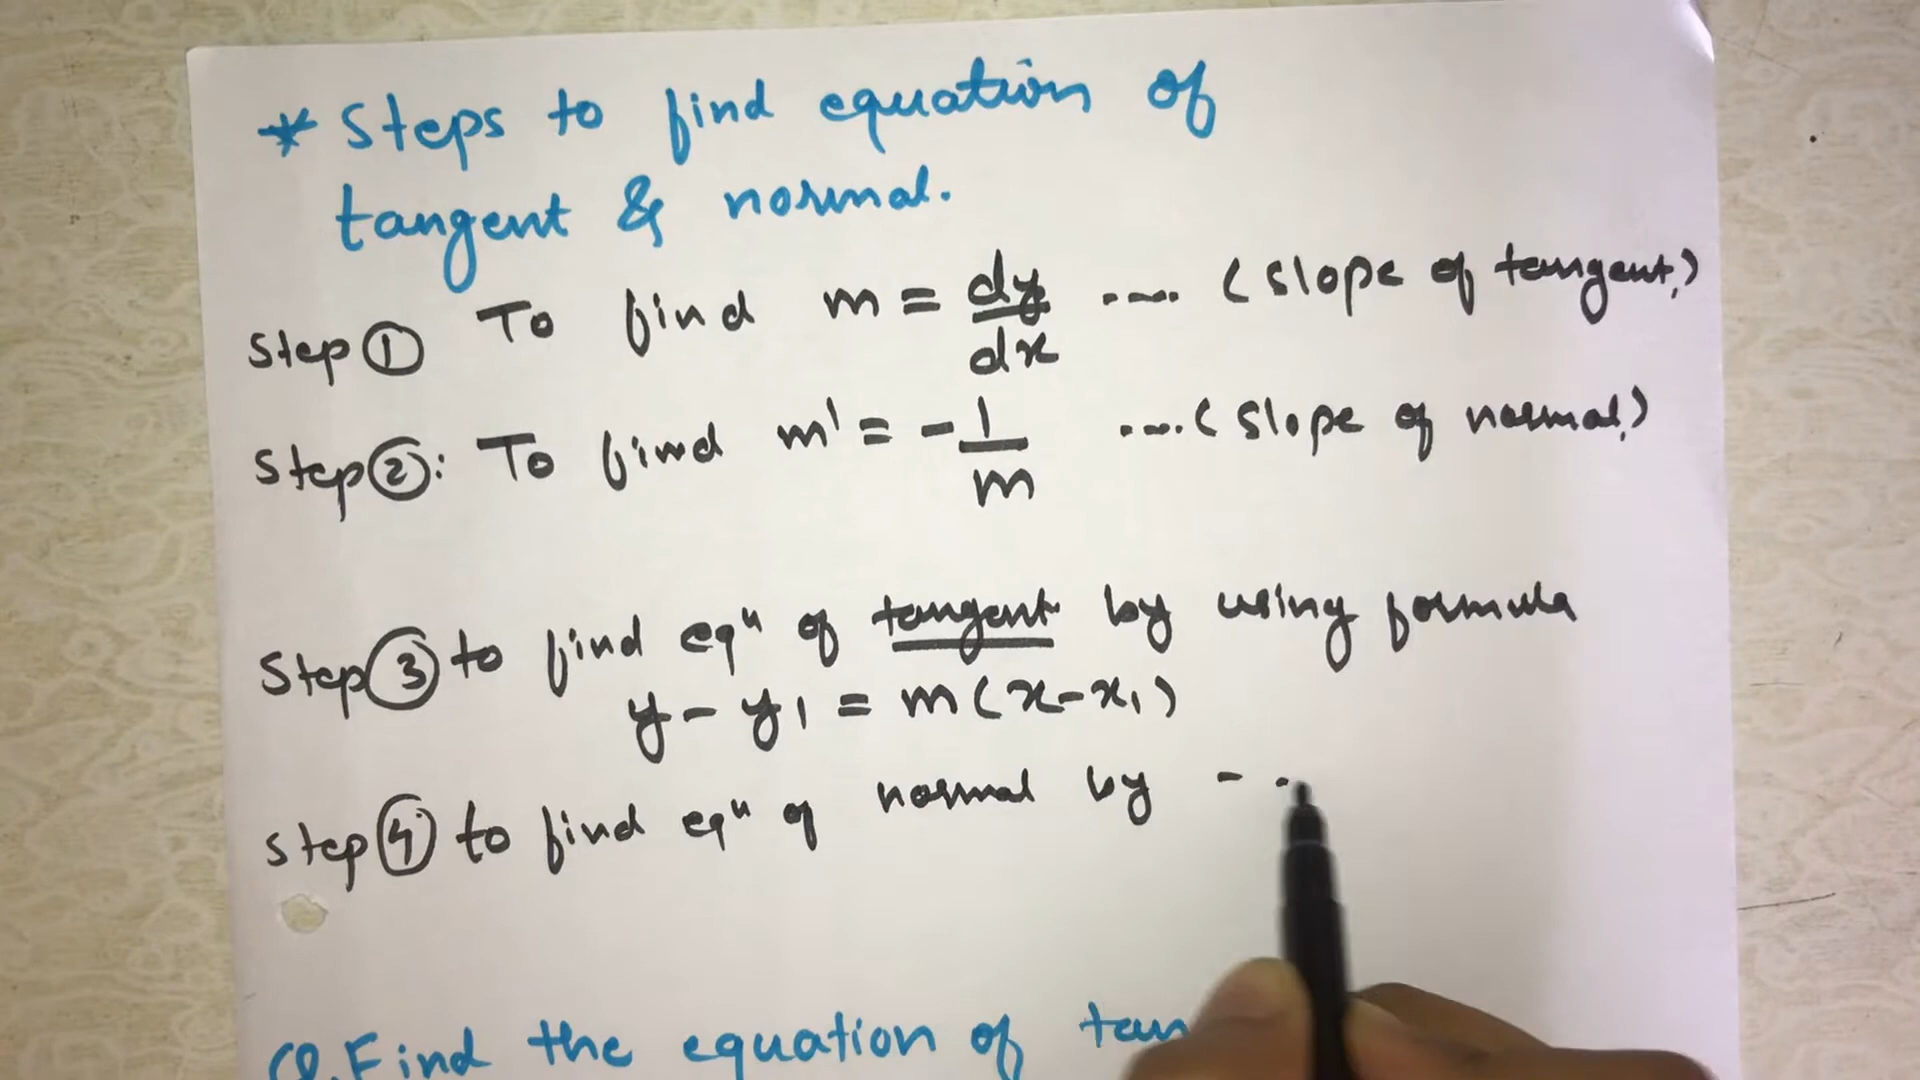 * Steps to find equation of
tangent & normal.
Step ① To find m = dy/dx .... (slope of tangent)
Step ②: To find m' = -1/m ....(slope of normal)
Step ③ to find eqⁿ of tangent by using formula
y - y₁ = m(x-x₁)
Step ④ to find eqⁿ of normal by - -
Q. Find the equation of tan